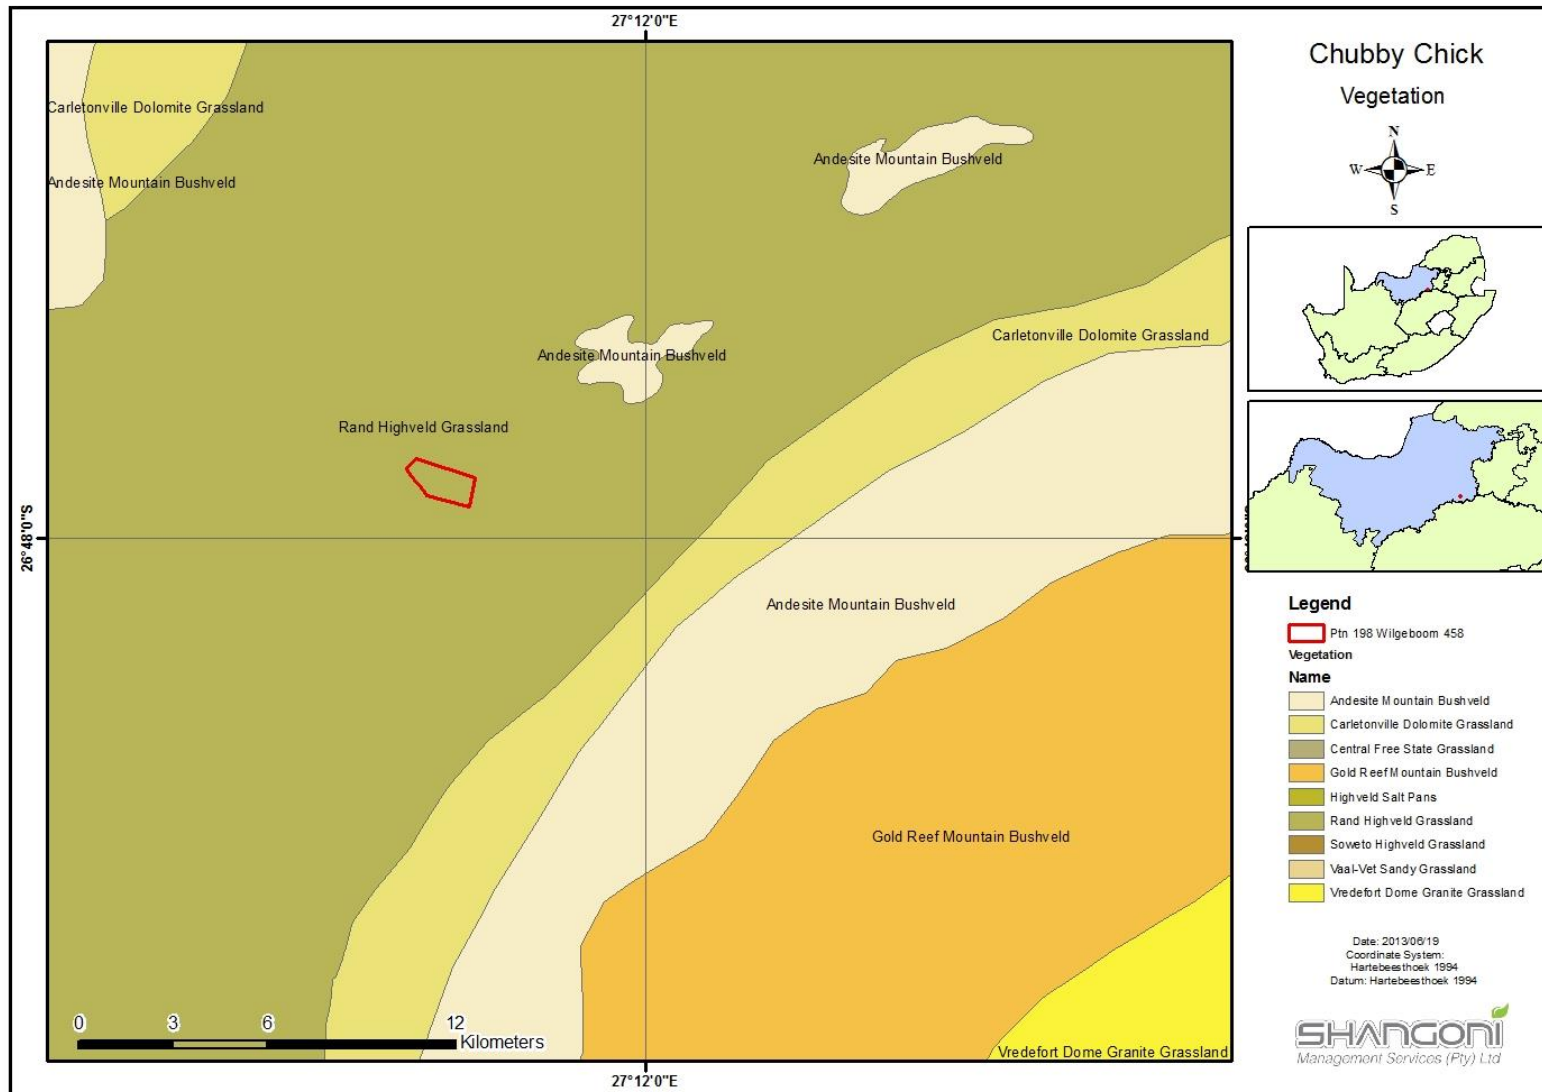 27°12'0"E
Carletonville Dolomite Grassland
Andesite Mountain Bushveld
Andesite Mountain Bushveld
Carletonville Dolomite Grassland
Andesite Mountain Bushveld
Rand Highveld Grassland
26°48'0"S
Andesite Mountain Bushveld
Gold Reef Mountain Bushveld
Vredefort Dome Granite Grassland
0 3 6 12
Kilometers
27°12'0"E
Chubby Chick
Vegetation
N
W E
S
Legend
Ptn 198 Wilgeboom 458
Vegetation
Name
Andesite Mountain Bushveld
Carletonville Dolomite Grassland
Central Free State Grassland
Gold Reef Mountain Bushveld
Highveld Salt Pans
Rand Highveld Grassland
Soweto Highveld Grassland
Vaal-Vet Sandy Grassland
Vredefort Dome Granite Grassland
Date: 2013/06/19
Coordinate System:
Hartebeesthoek 1994
Datum: Hartebeesthoek 1994
SHANGONI
Management Services (Pty) Ltd